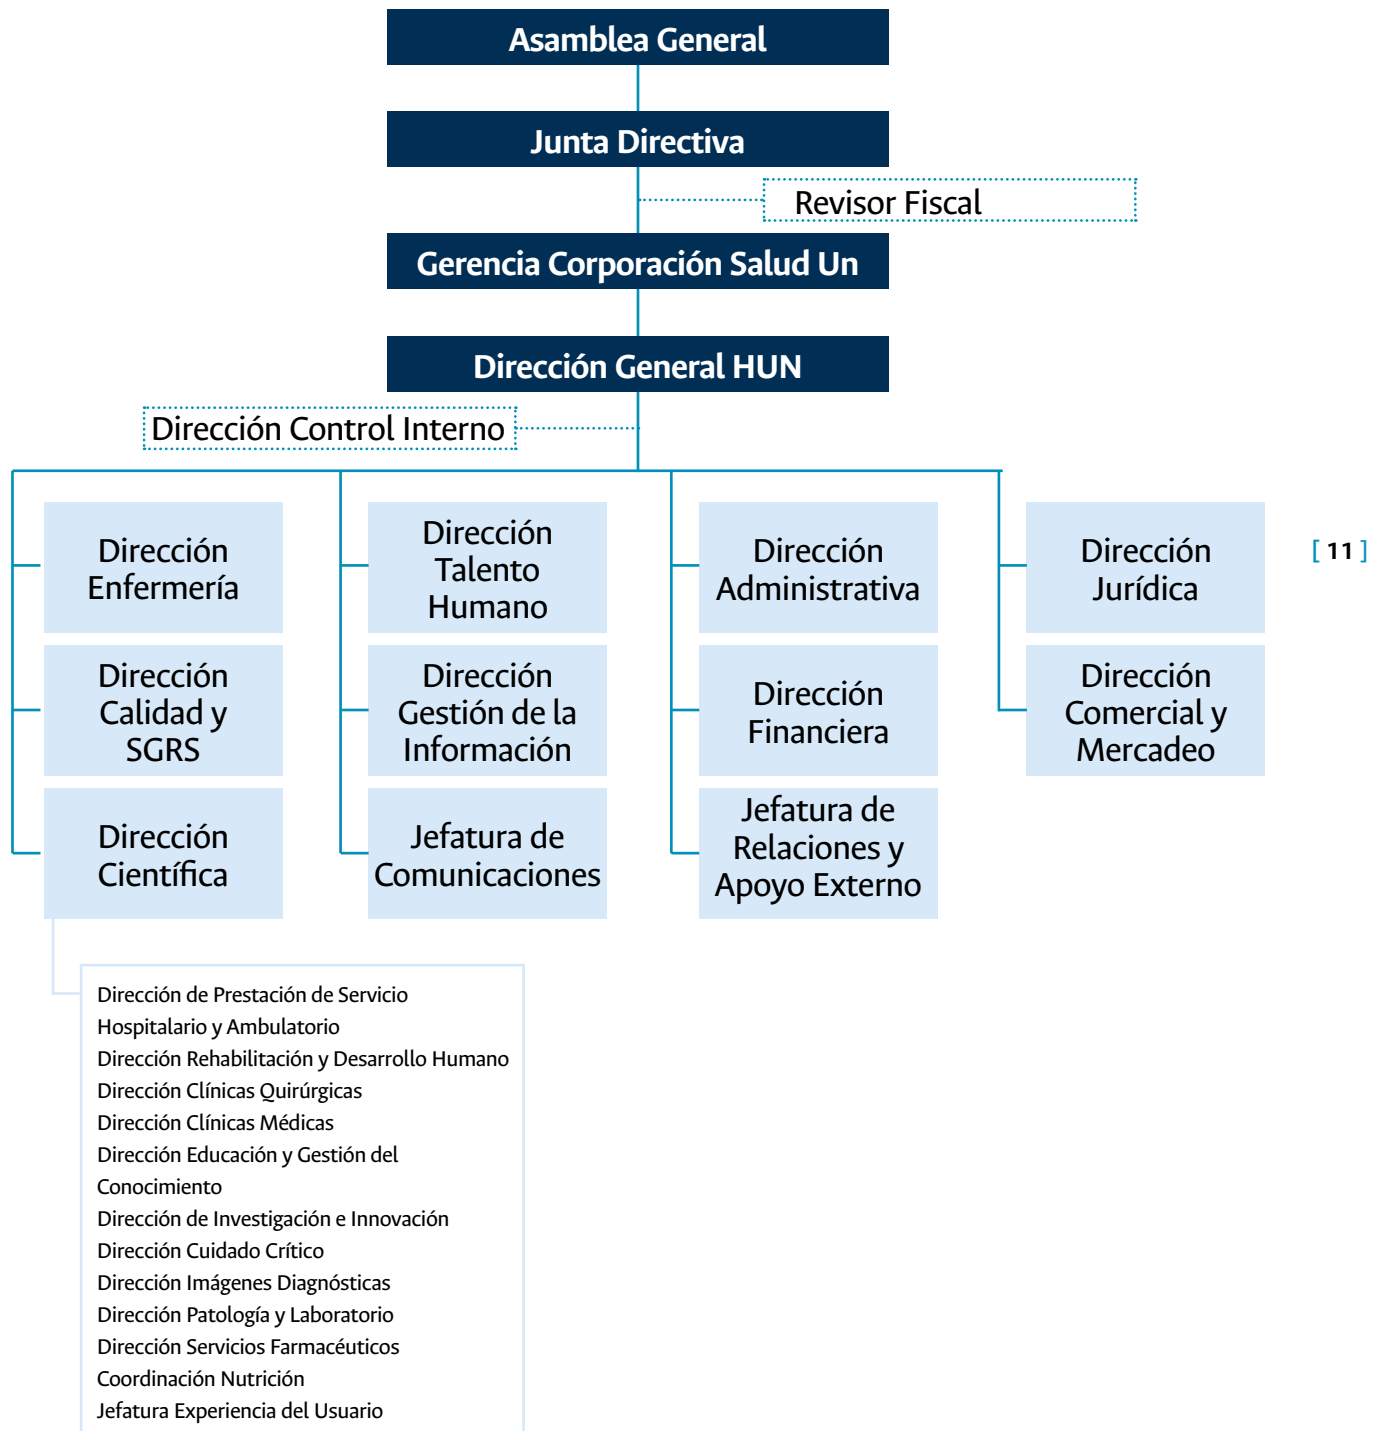 Asamblea General
Junta Directiva
Revisor Fiscal
Gerencia Corporación Salud Un
Dirección General HUN
Dirección Control Interno
Dirección
Enfermería
Dirección
Talento
Humano
Dirección
Administrativa
Dirección
Jurídica
[ 11 ]
Dirección
Calidad y
SGRS
Dirección
Gestión de la
Información
Dirección
Financiera
Dirección
Comercial y
Mercadeo
Dirección
Científica
Jefatura de
Comunicaciones
Jefatura de
Relaciones y
Apoyo Externo
Dirección de Prestación de Servicio
Hospitalario y Ambulatorio
Dirección Rehabilitación y Desarrollo Humano
Dirección Clínicas Quirúrgicas
Dirección Clínicas Médicas
Dirección Educación y Gestión del
Conocimiento
Dirección de Investigación e Innovación
Dirección Cuidado Crítico
Dirección Imágenes Diagnósticas
Dirección Patología y Laboratorio
Dirección Servicios Farmacéuticos
Coordinación Nutrición
Jefatura Experiencia del Usuario